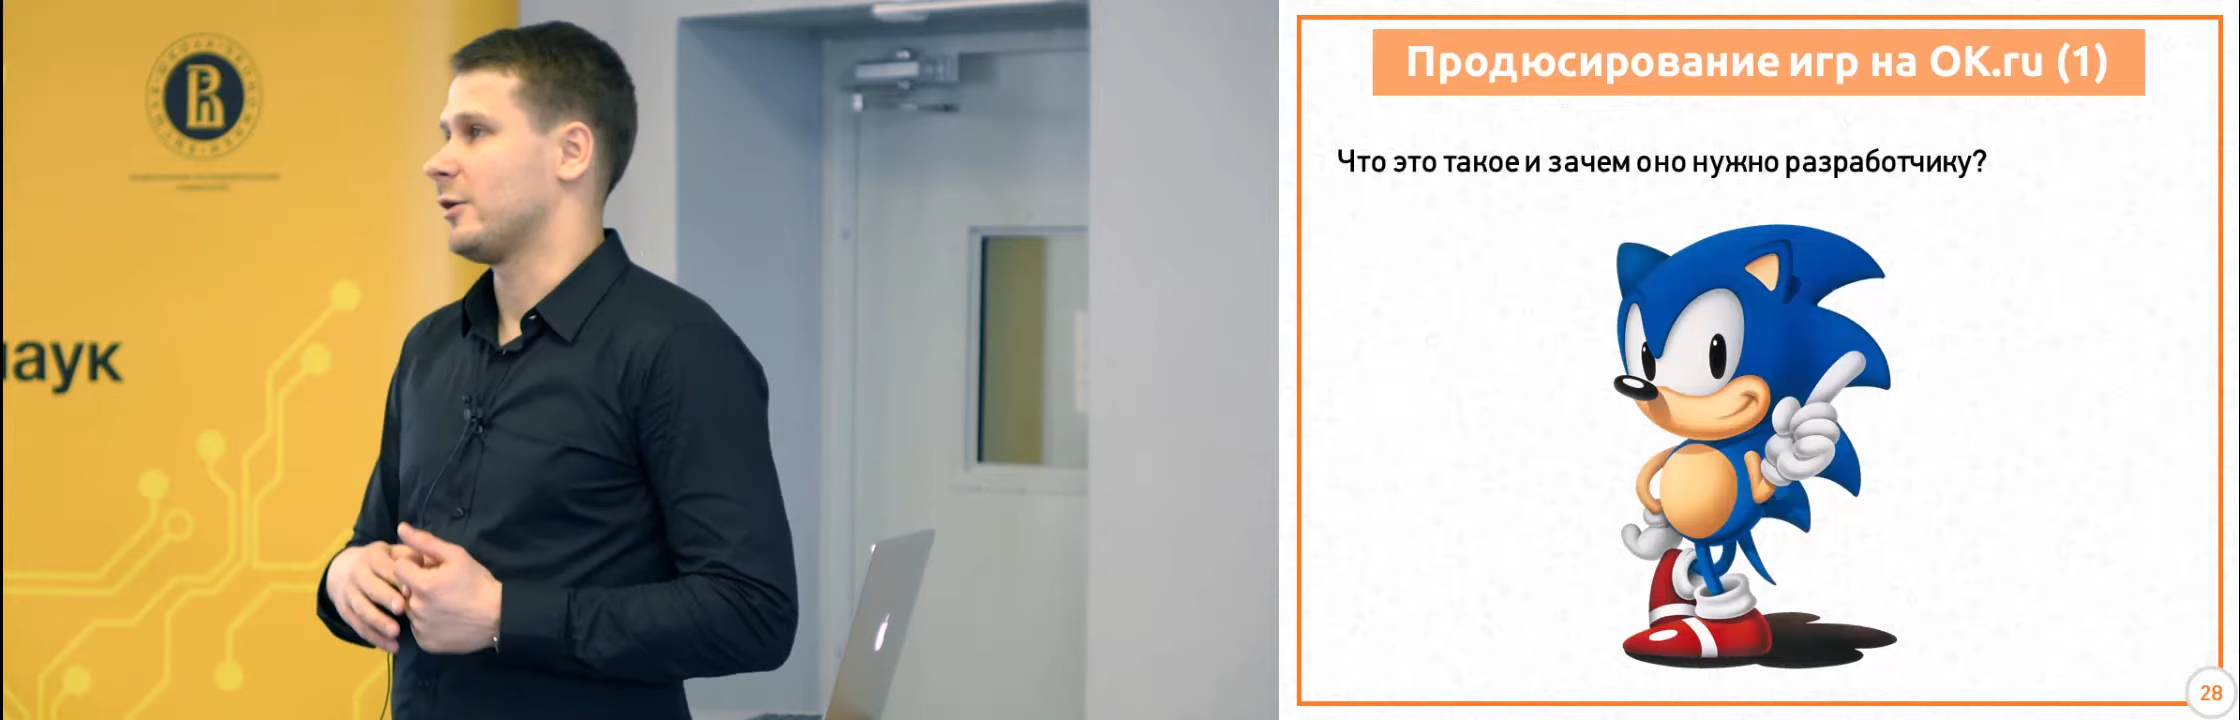 наук
Продюсирование игр на OK.ru (1)
Что это такое и зачем оно нужно разработчику?
28